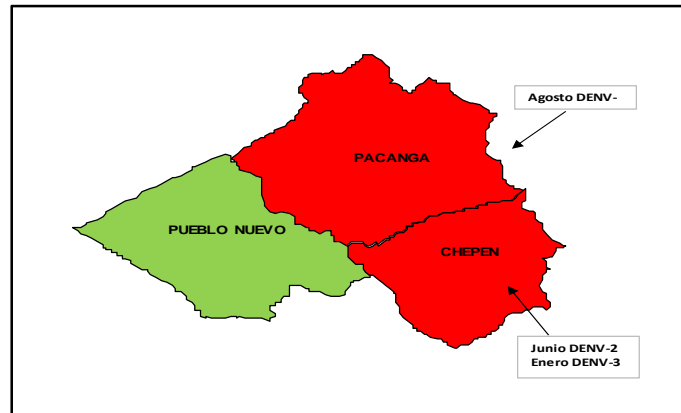 Agosto DENV-
PACANGA
PUEBLO NUEVO
CHEPEN
Junio DENV-2
Enero DENV-3